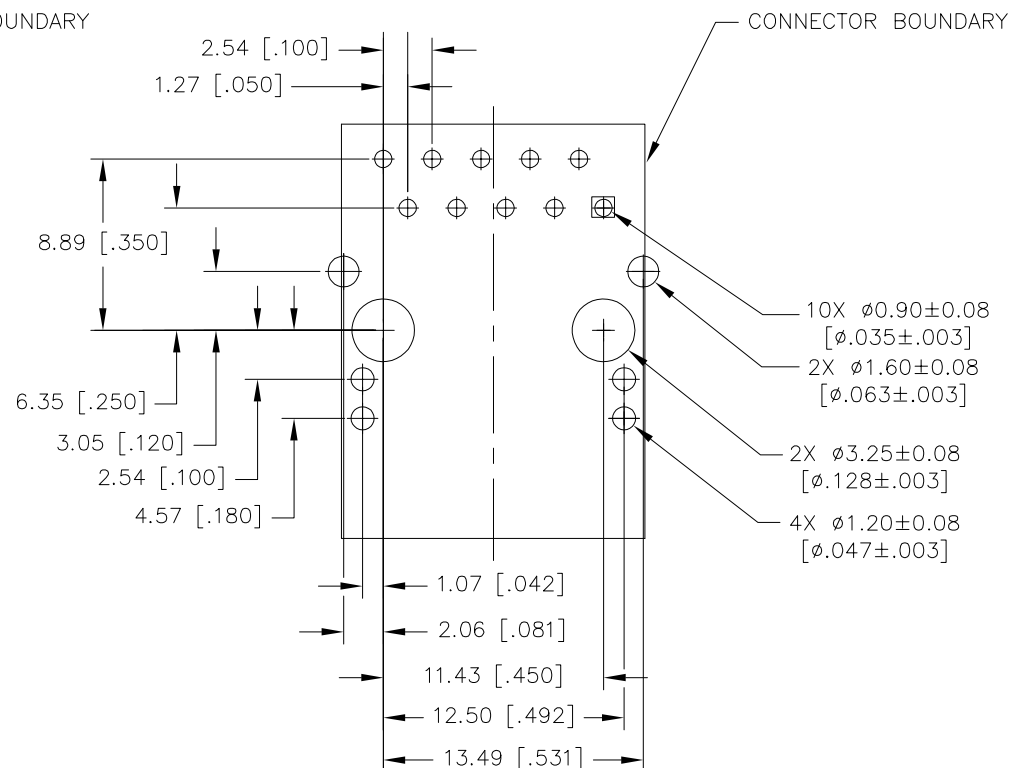 OUNDARY
CONNECTOR BOUNDARY
2.54 [.100]
1.27 [.050]
8.89 [.350]
10X ø0.90±0.08
[ø.035±.003]
2X ø1.60±0.08
[ø.063±.003]
6.35 [.250]
3.05 [.120]
2.54 [.100]
4.57 [.180]
2X ø3.25±0.08
[ø.128±.003]
4X ø1.20±0.08
[ø.047±.003]
1.07 [.042]
2.06 [.081]
11.43 [.450]
12.50 [.492]
13.49 [.531]